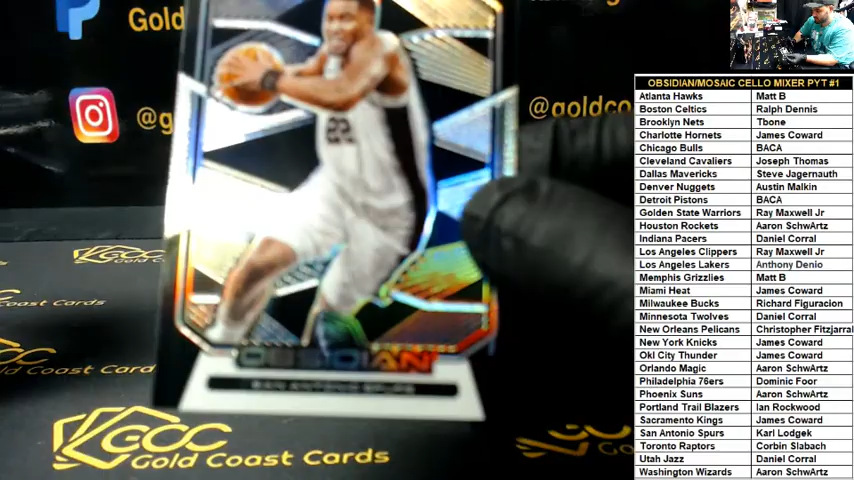 Gold
@g
@goldco
22
OBSIDIAN
SAN ANTONIO SPURS
Gold Co
Coast Cards
Gold Coast Card
GCC
Gold Coast Cards
OBSIDIAN/MOSAIC CELLO MIXER PYT #1
Atlanta Hawks Matt B
Boston Celtics Ralph Dennis
Brooklyn Nets Tbone
Charlotte Hornets James Coward
Chicago Bulls BACA
Cleveland Cavaliers Joseph Thomas
Dallas Mavericks Steve Jagernauth
Denver Nuggets Austin Malkin
Detroit Pistons BACA
Golden State Warriors Ray Maxwell Jr
Houston Rockets Aaron SchwArtz
Indiana Pacers Daniel Corral
Los Angeles Clippers Ray Maxwell Jr
Los Angeles Lakers Anthony Denio
Memphis Grizzlies Matt B
Miami Heat James Coward
Milwaukee Bucks Richard Figuracion
Minnesota Twolves Daniel Corral
New Orleans Pelicans Christopher Fitzjarral
New York Knicks James Coward
Okl City Thunder James Coward
Orlando Magic Aaron SchwArtz
Philadelphia 76ers Dominic Foor
Phoenix Suns Aaron SchwArtz
Portland Trail Blazers Ian Rockwood
Sacramento Kings James Coward
San Antonio Spurs Karl Lodgek
Toronto Raptors Corbin Slabach
Utah Jazz Daniel Corral
Washington Wizards Aaron SchwArtz